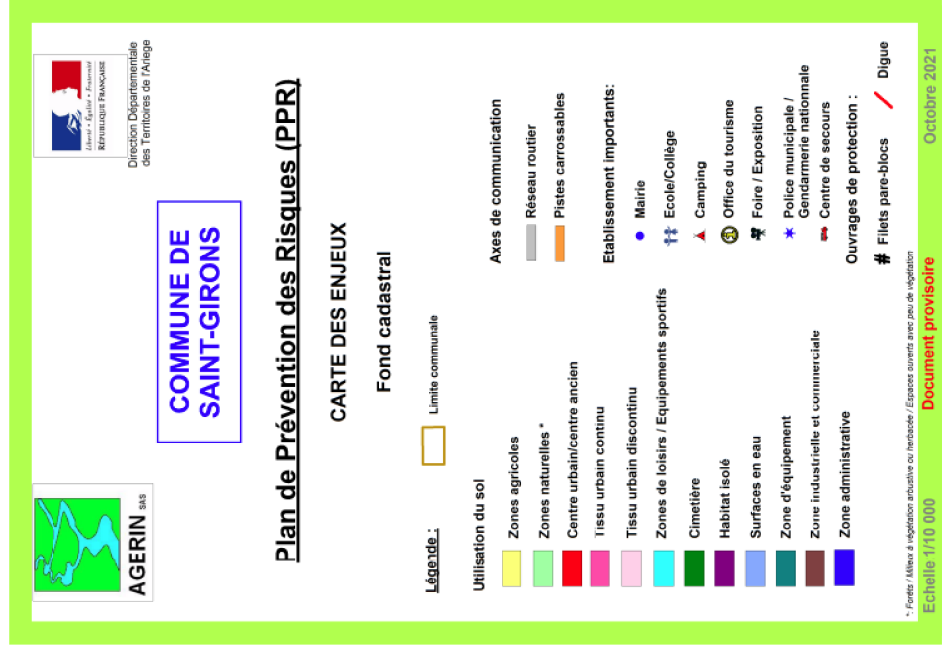 AGERIN SAS
Liberté • Égalité • Fraternité
RÉPUBLIQUE FRANÇAISE
Direction Départementale
des Territoires de l'Ariege
COMMUNE DE
SAINT-GIRONS
Plan de Prévention des Risques (PPR)
CARTE DES ENJEUX
Fond cadastral
Légende :
Limite communale
Utilisation du sol
Zones agricoles
Zones naturelles *
Centre urbain/centre ancien
Tissu urbain continu
Tissu urbain discontinu
Zones de loisirs / Equipements sportifs
Cimetière
Habitat isolé
Surfaces en eau
Zone d'équipement
Zone industrielle et commerciale
Zone administrative
Axes de communication
Réseau routier
Pistes carrossables
Etablissement importants:
Mairie
Ecole/Collège
Camping
Office du tourisme
Foire / Exposition
Police municipale /
Gendarmerie nationnale
Centre de secours
Ouvrages de protection :
# Filets pare-blocs
Digue
*: Forêts / Milieux à végétation arbustive ou herbacée / Espaces ouverts avec peu de végétation
Echelle 1/10 000
Document provisoire
Octobre 2021